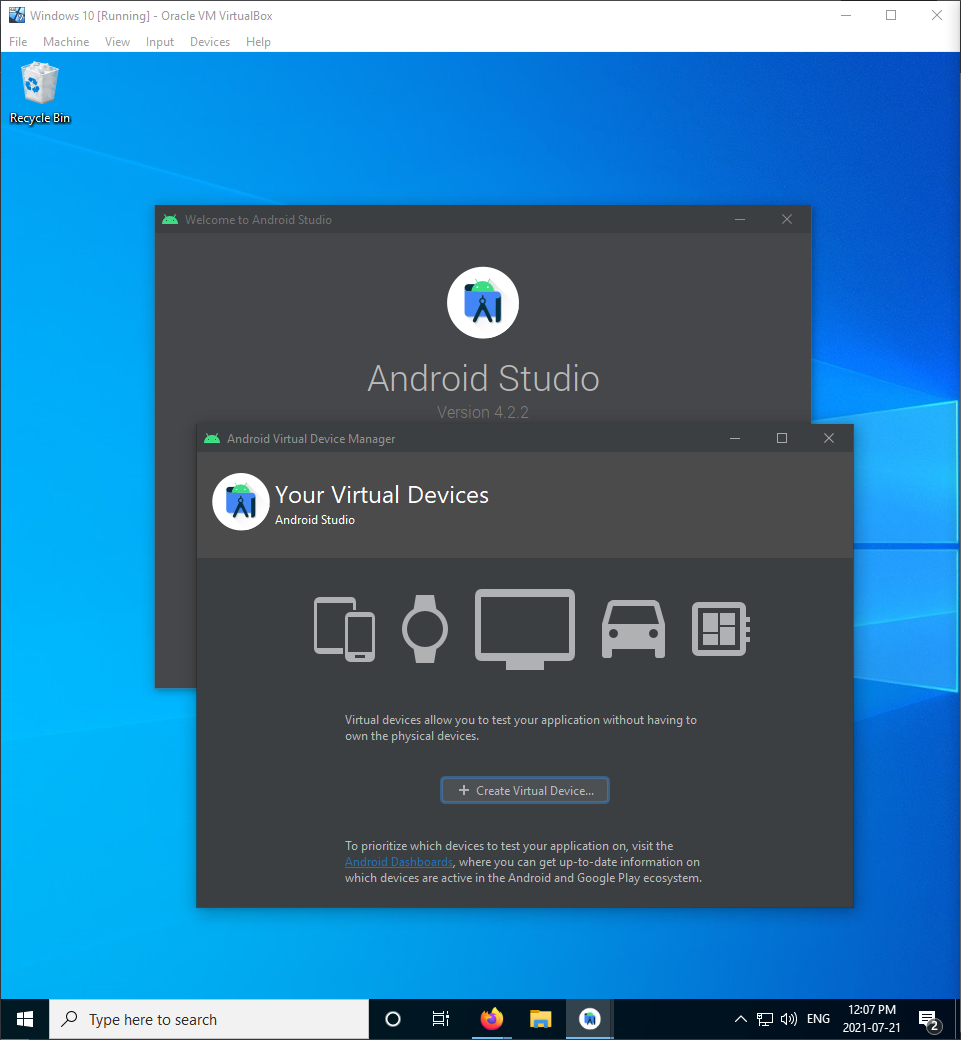 Windows 10 [Running] - Oracle VM VirtualBox
File Machine View Input Devices Help
Recycle Bin
Welcome to Android Studio
Android Studio
Version 4.2.2
Android Virtual Device Manager
Your Virtual Devices
Android Studio
Virtual devices allow you to test your application without having to
own the physical devices.
+ Create Virtual Device...
To prioritize which devices to test your application on, visit the
Android Dashboards, where you can get up-to-date information on
which devices are active in the Android and Google Play ecosystem.
Type here to search
ENG
12:07 PM
2021-07-21
2